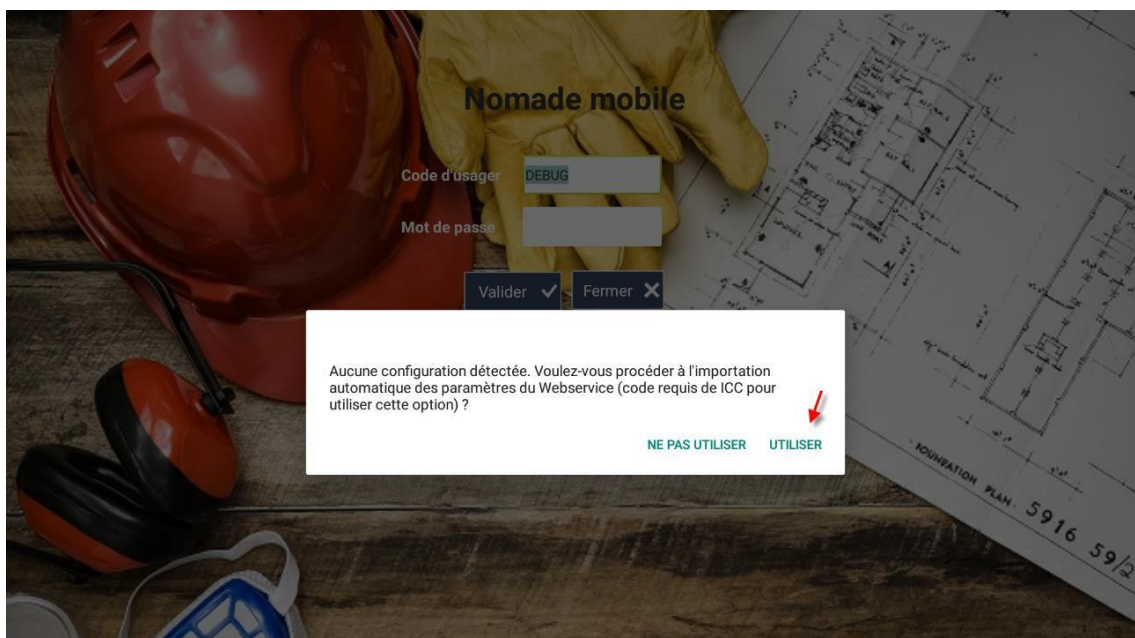 Nomade mobile
Code d'usager DEBUG
Mot de passe
Valider Fermer
Aucune configuration détectée. Voulez-vous procéder à l'importation
automatique des paramètres du Webservice (code requis de ICC pour
utiliser cette option) ?
NE PAS UTILISER UTILISER
FOUNDATION PLAN 5916